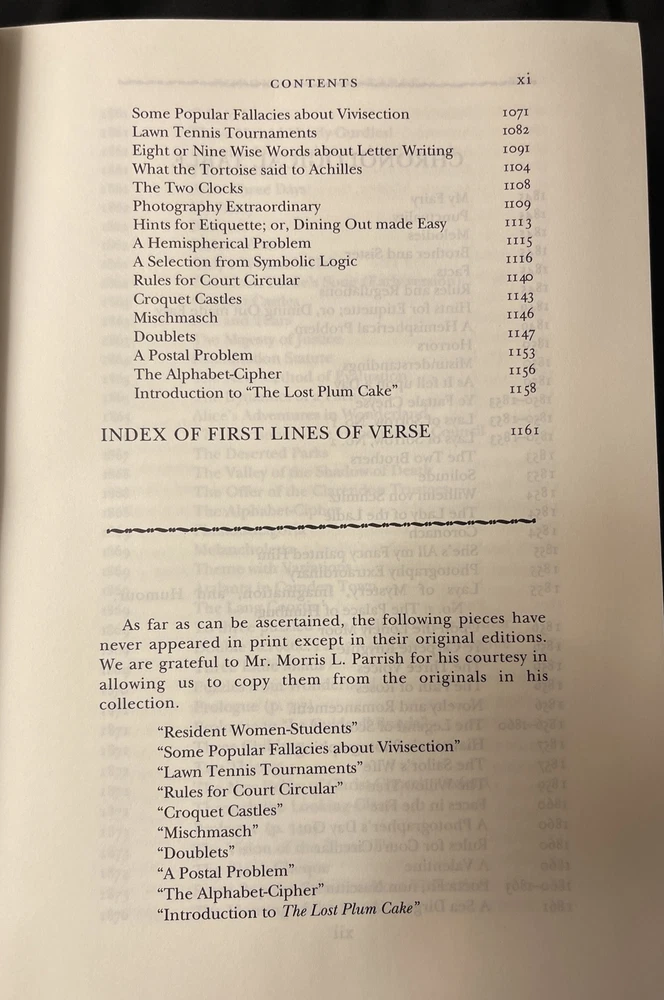 CONTENTS xi
Some Popular Fallacies about Vivisection 1071
Lawn Tennis Tournaments 1082
Eight or Nine Wise Words about Letter Writing 1091
What the Tortoise said to Achilles 1104
The Two Clocks 1108
Photography Extraordinary 1109
Hints for Etiquette; or, Dining Out made Easy 1113
A Hemispherical Problem 1115
A Selection from Symbolic Logic 1116
Rules for Court Circular 1140
Croquet Castles 1143
Mischmasch 1146
Doublets 1147
A Postal Problem 1153
The Alphabet-Cipher 1156
Introduction to “The Lost Plum Cake” 1158
INDEX OF FIRST LINES OF VERSE 1161
As far as can be ascertained, the following pieces have
never appeared in print except in their original editions.
We are grateful to Mr. Morris L. Parrish for his courtesy in
allowing us to copy them from the originals in his
collection.
“Resident Women-Students”
“Some Popular Fallacies about Vivisection”
“Lawn Tennis Tournaments”
“Rules for Court Circular”
“Croquet Castles”
“Mischmasch”
“Doublets”
“A Postal Problem”
“The Alphabet-Cipher”
“Introduction to The Lost Plum Cake”